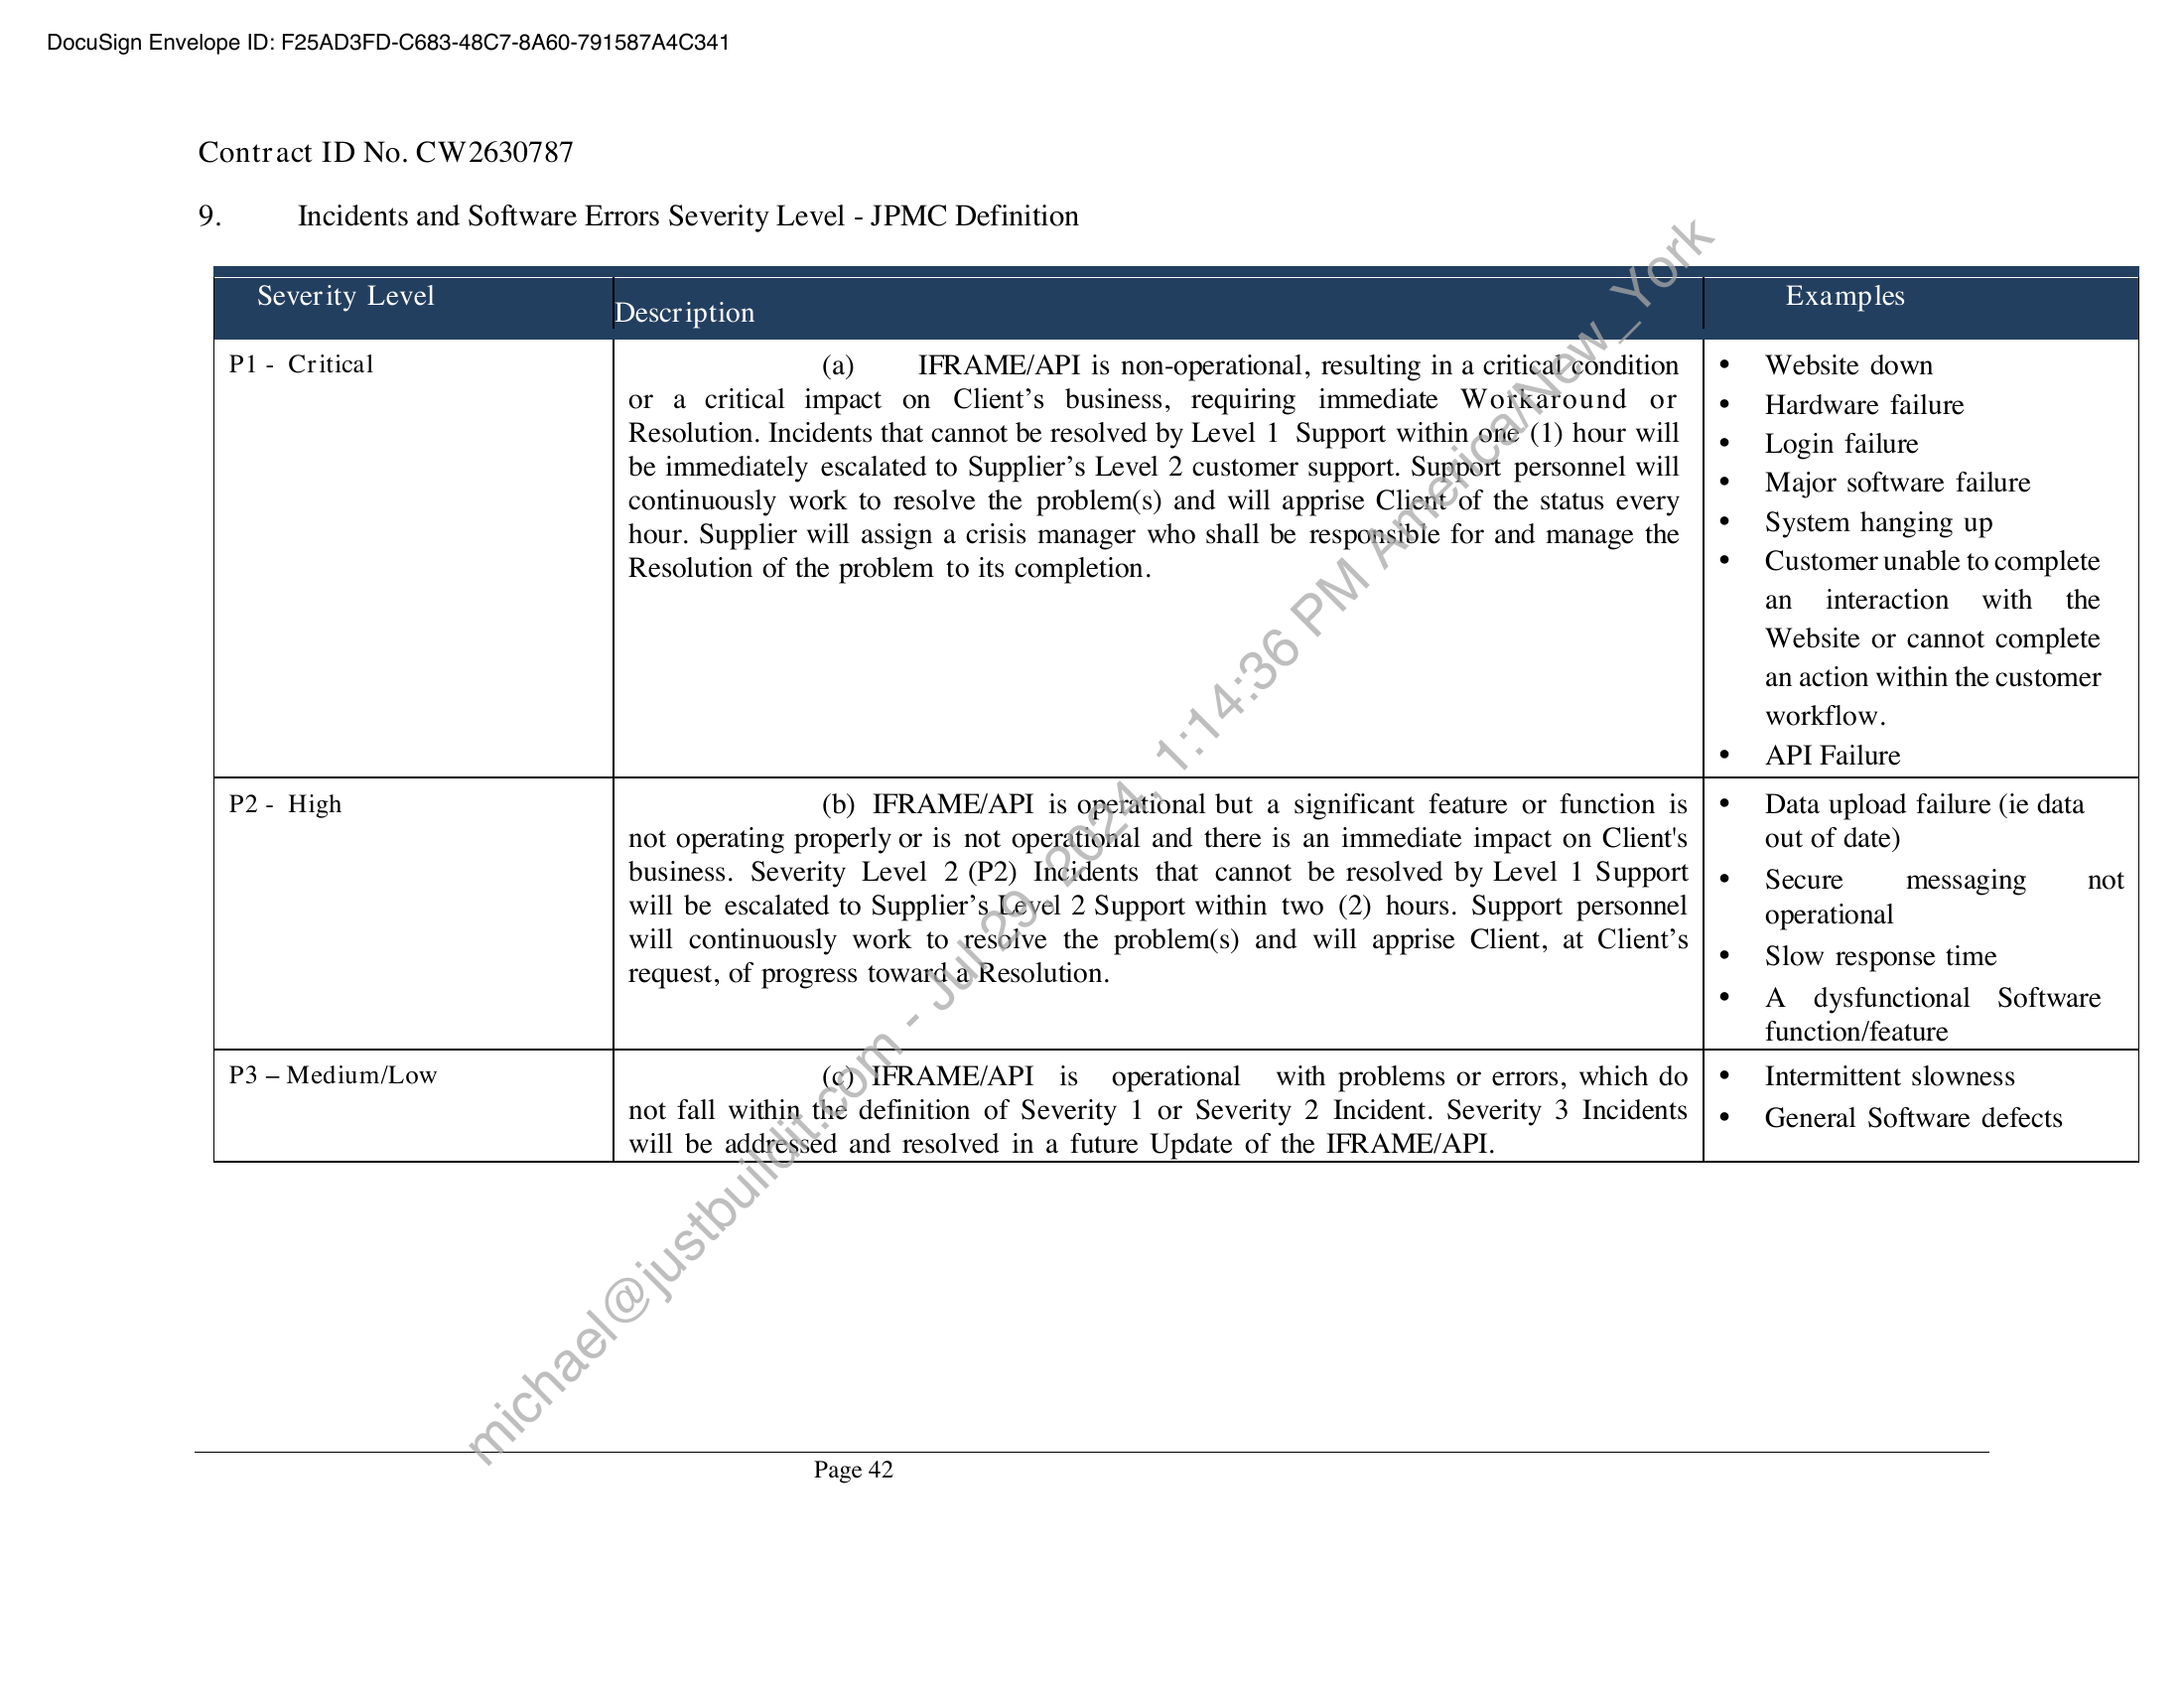 DocuSign Envelope ID: F25AD3FD-C683-48C7-8A60-791587A4C341
Contract ID No. CW2630787
9. Incidents and Software Errors Severity Level - JPMC Definition
Severity Level
Description
Examples
P1 - Critical
(a) IFRAME/API is non-operational, resulting in a critical condition
or a critical impact on Client’s business, requiring immediate Workaround or
Resolution. Incidents that cannot be resolved by Level 1 Support within one (1) hour will
be immediately escalated to Supplier’s Level 2 customer support. Support personnel will
continuously work to resolve the problem(s) and will apprise Client of the status every
hour. Supplier will assign a crisis manager who shall be responsible for and manage the
Resolution of the problem to its completion.
• Website down
• Hardware failure
• Login failure
• Major software failure
• System hanging up
• Customer unable to complete
an interaction with the
Website or cannot complete
an action within the customer
workflow.
• API Failure
P2 - High
(b) IFRAME/API is operational but a significant feature or function is
not operating properly or is not operational and there is an immediate impact on Client's
business. Severity Level 2 (P2) Incidents that cannot be resolved by Level 1 Support
will be escalated to Supplier’s Level 2 Support within two (2) hours. Support personnel
will continuously work to resolve the problem(s) and will apprise Client, at Client’s
request, of progress toward a Resolution.
• Data upload failure (ie data
out of date)
• Secure messaging not
operational
• Slow response time
• A dysfunctional Software
function/feature
P3 – Medium/Low
(c) IFRAME/API is operational with problems or errors, which do
not fall within the definition of Severity 1 or Severity 2 Incident. Severity 3 Incidents
will be addressed and resolved in a future Update of the IFRAME/API.
• Intermittent slowness
• General Software defects
michael@justbuildit.com - Jul 29, 2024, 1:14:36 PM America/New_York
Page 42